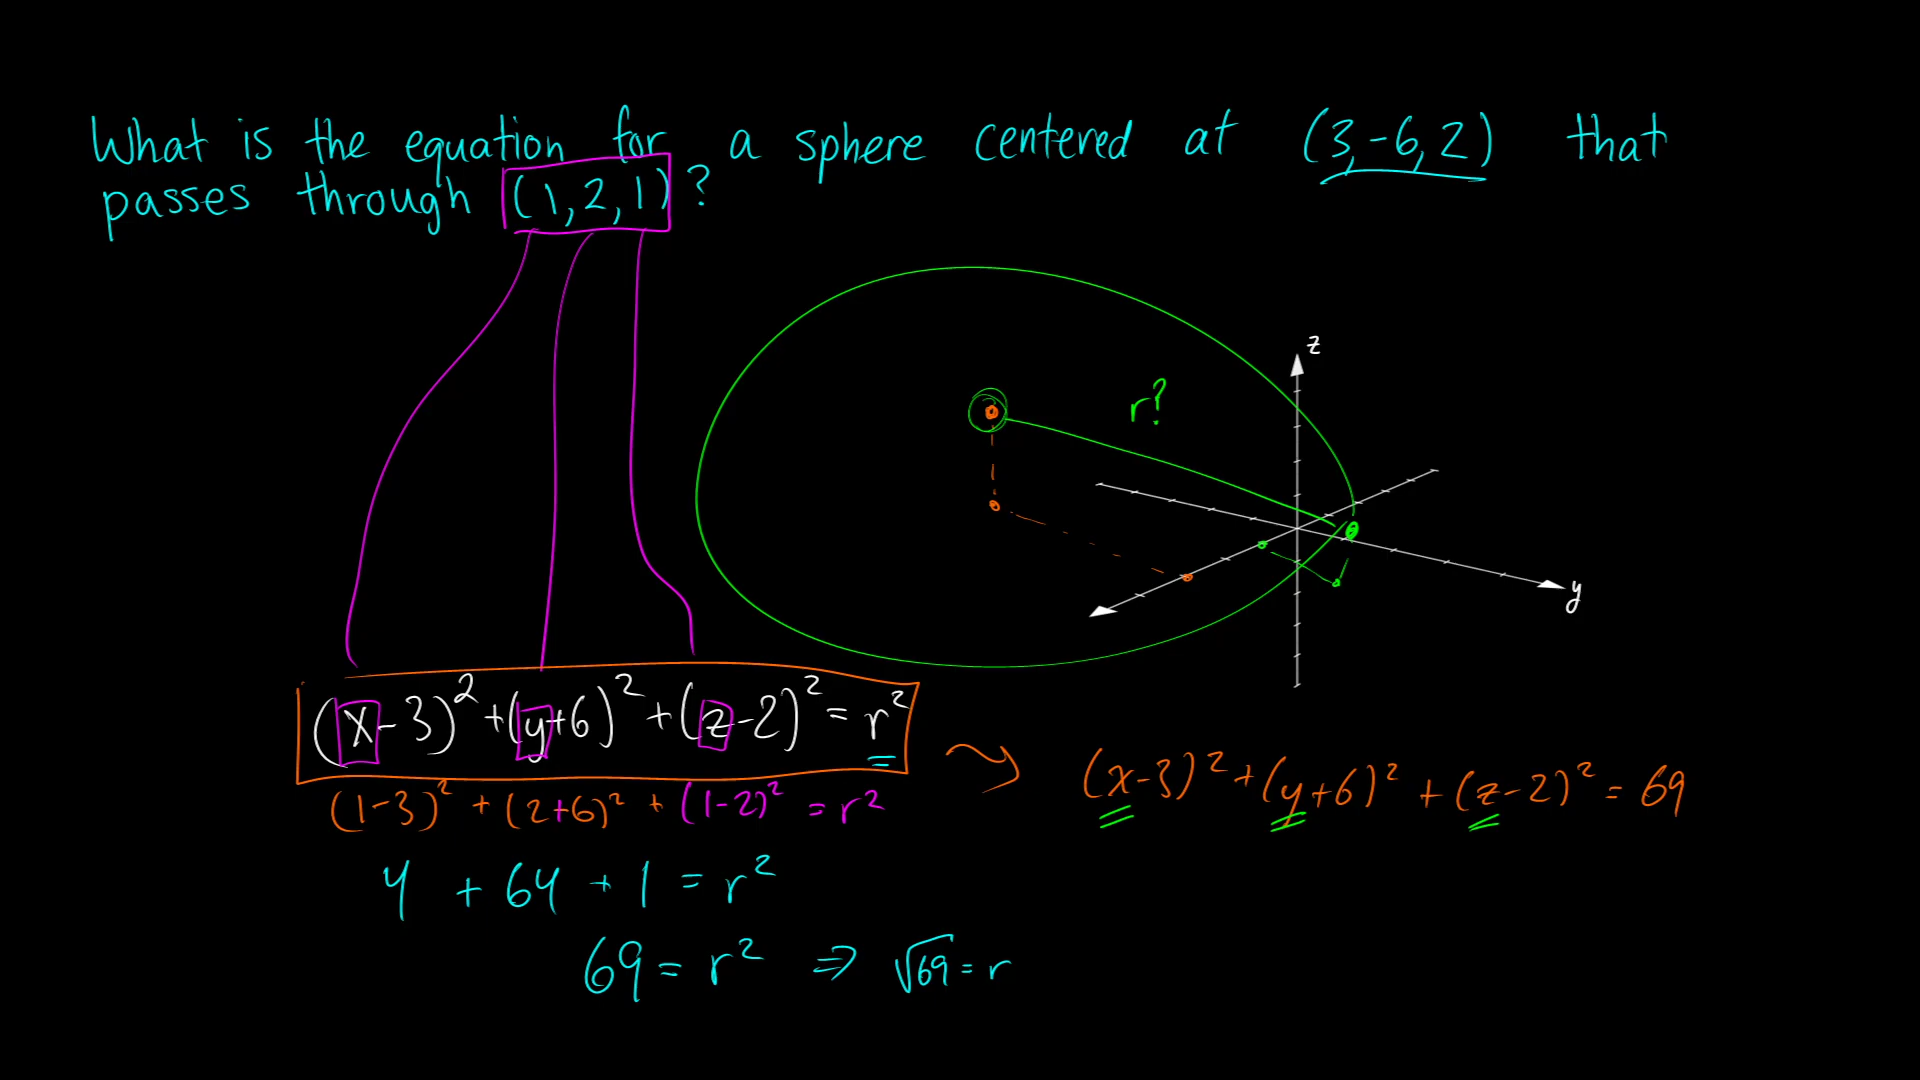 What is the equation for a sphere centered at (3,-6,2) that
passes through (1,2,1)?
z
r?
y
(x-3)²+(y+6)²+(z-2)²=r²
(x-3)²+(y+6)²+(z-2)²=69
(1-3)²+(2+6)²+(1-2)²=r²
4+64+1=r²
69=r² ⇒ √69=r